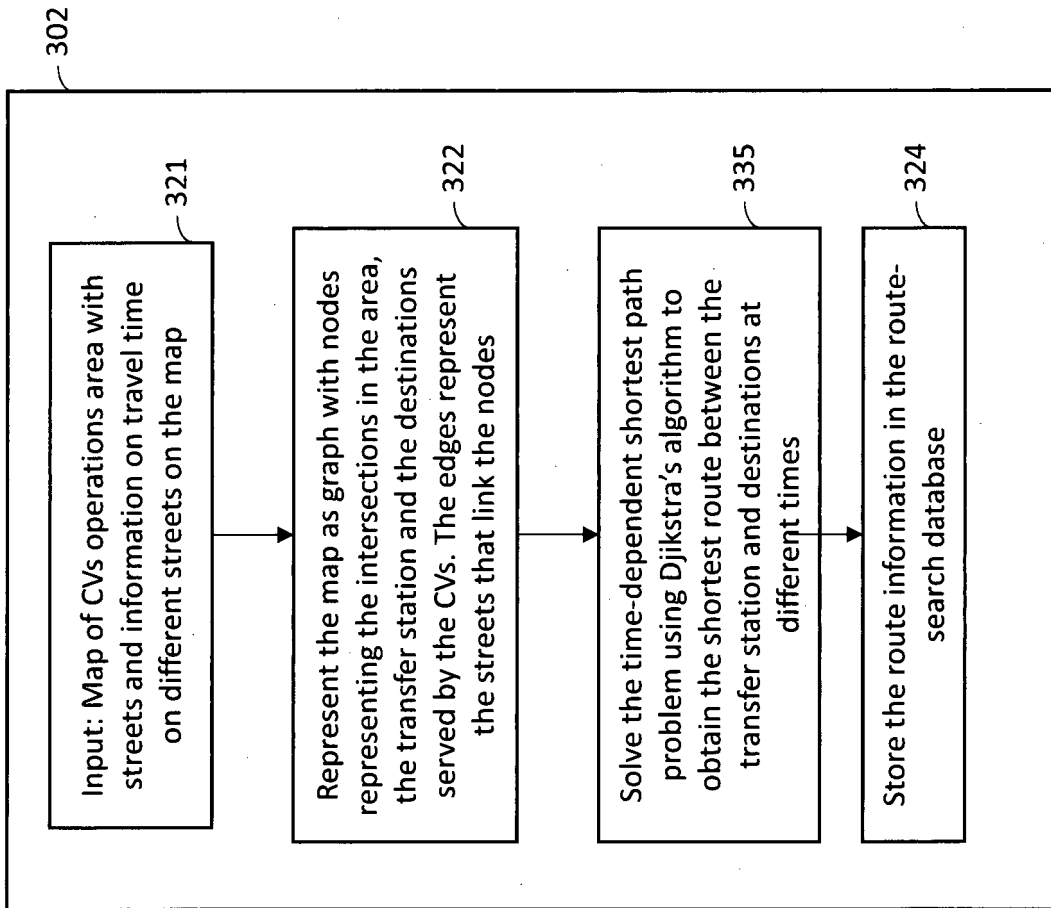 302
Input: Map of CVs operations area with
streets and information on travel time
on different streets on the map
321
Represent the map as graph with nodes
representing the intersections in the area,
the transfer station and the destinations
served by the CVs. The edges represent
the streets that link the nodes
322
Solve the time-dependent shortest path
problem using Djikstra's algorithm to
obtain the shortest route between the
transfer station and destinations at
different times
335
Store the route information in the route-
search database
324